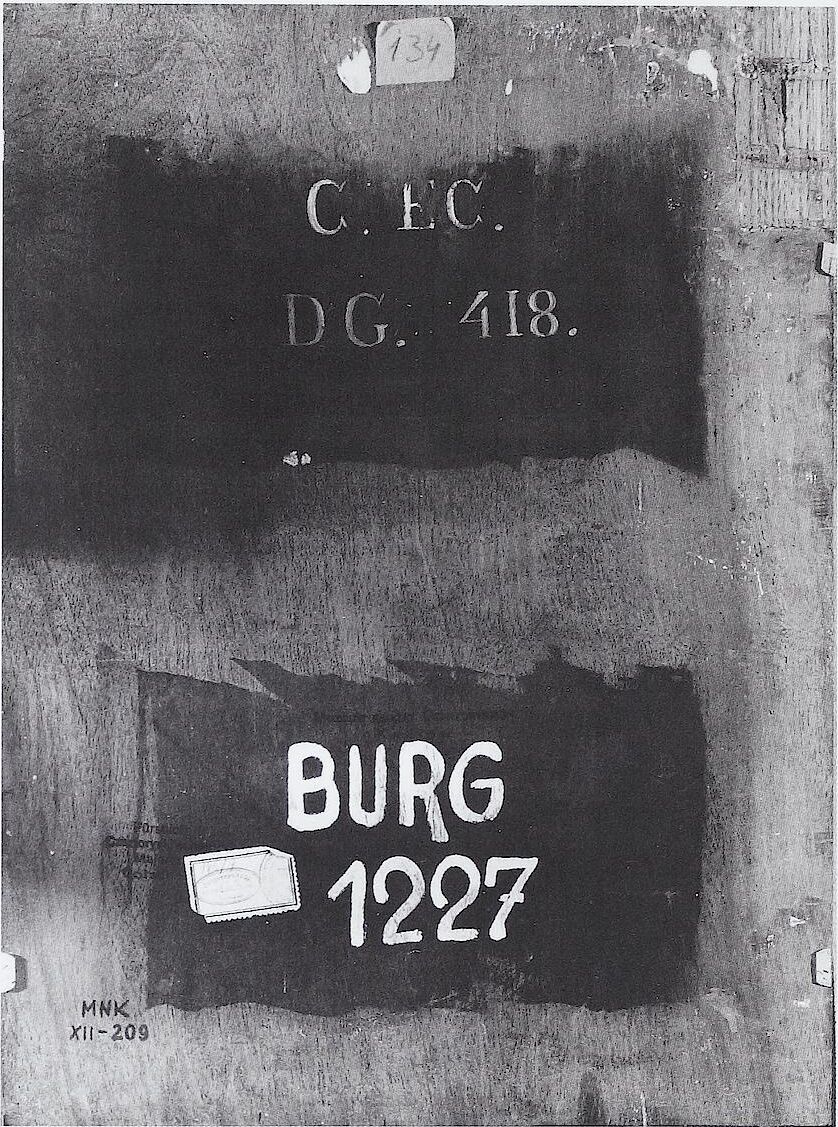 134
C. EC.
DG. 418.
BURG
1227
MNK
XII-209